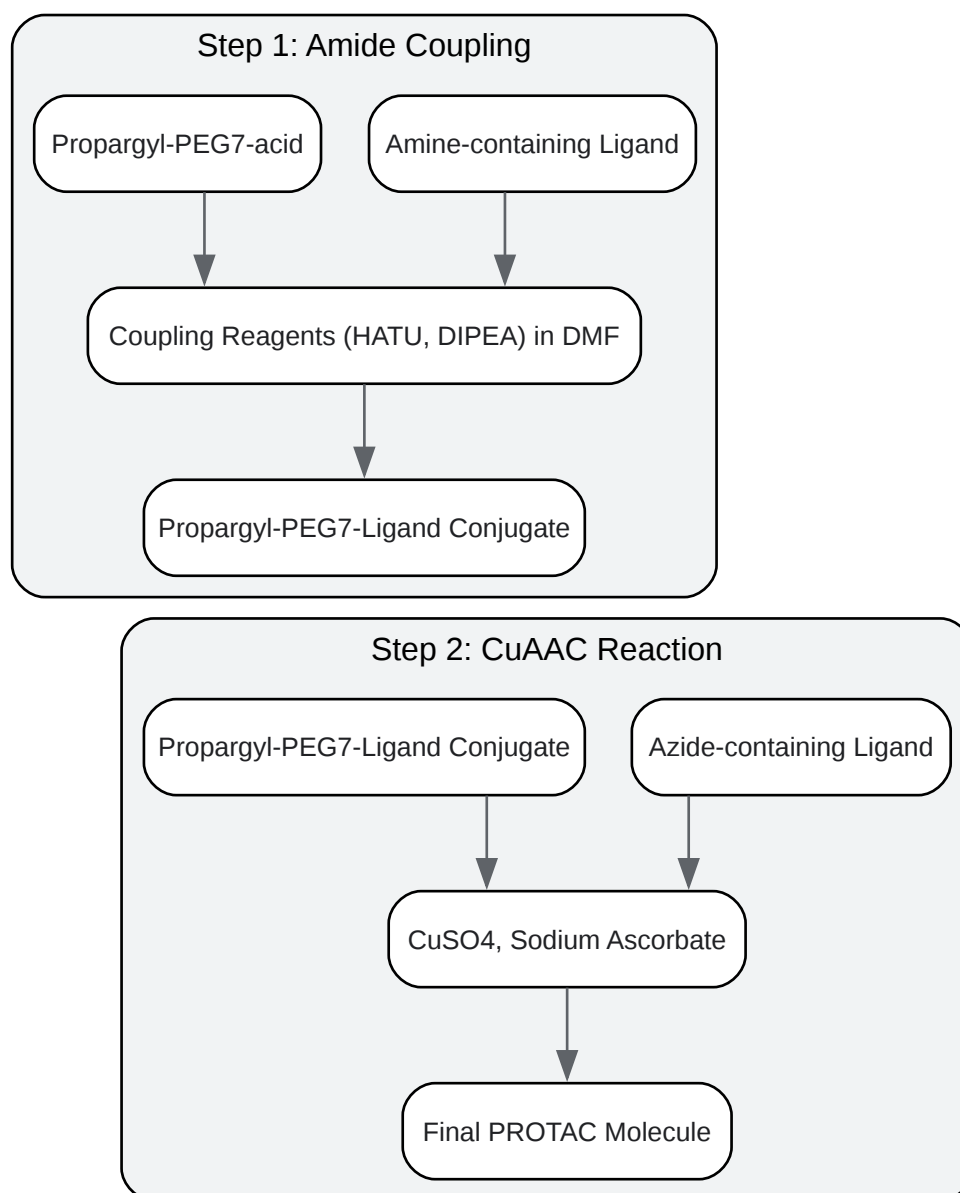 Step 1: Amide Coupling
Propargyl-PEG7-acid
Amine-containing Ligand
Coupling Reagents (HATU, DIPEA) in DMF
Propargyl-PEG7-Ligand Conjugate
Step 2: CuAAC Reaction
Propargyl-PEG7-Ligand Conjugate
Azide-containing Ligand
CuSO4, Sodium Ascorbate
Final PROTAC Molecule